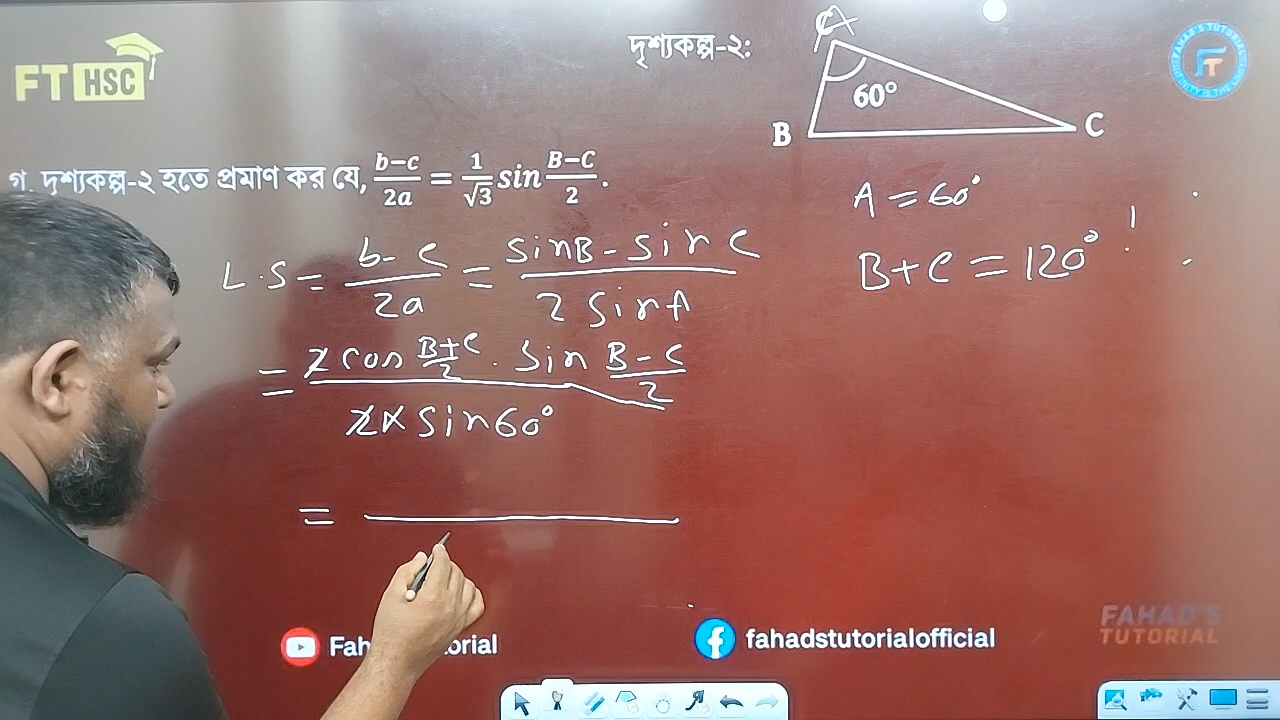 FT HSC
দৃশ্যকল্প-২:
A
60°
B
C
FAHAD'S TUTORIAL
FT
গ. দৃশ্যকল্প-২ হতে প্রমাণ কর যে, (b-c)/(2a) = (1/√3) sin (B-C)/2.
A = 60°
B+C = 120° !
L.S = (b-c)/(2a) = (sinB - sinC)/(2 sinA)
= (2 cos (B+C)/2 . sin (B-C)/2)/(2× sin60°)
=
FAHAD'S
TUTORIAL
fahadstutorialofficial